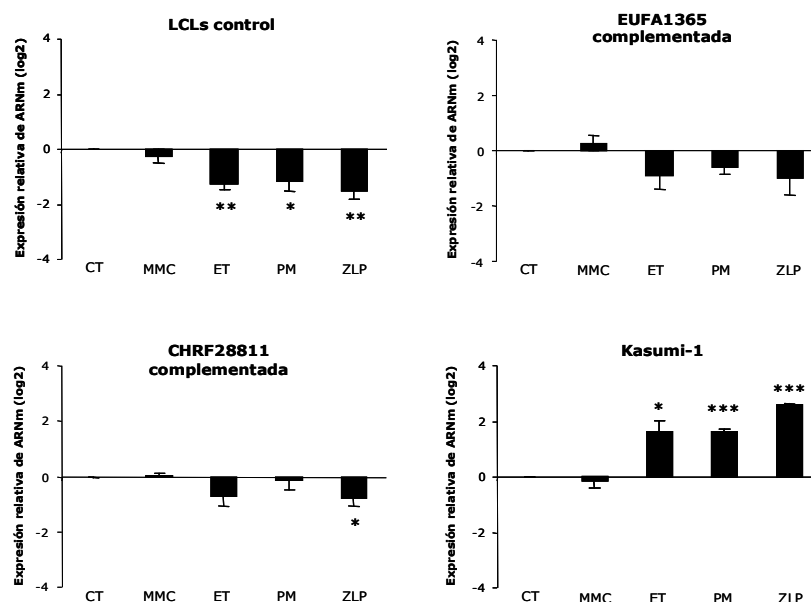 LCLs control
Expresión relativa de ARNm (log2)
4
2
0
-2
-4
** * **
CT MMC ET PM ZLP
EUFA1365
complementada
Expresión relativa de ARNm (log2)
4
2
0
-2
-4
CT MMC ET PM ZLP
CHRF28811
complementada
Expresión relativa de ARNm (log2)
4
2
0
-2
-4
*
CT MMC ET PM ZLP
Kasumi-1
Expresión relativa de ARNm (log2)
4
2
0
-2
-4
* *** ***
CT MMC ET PM ZLP